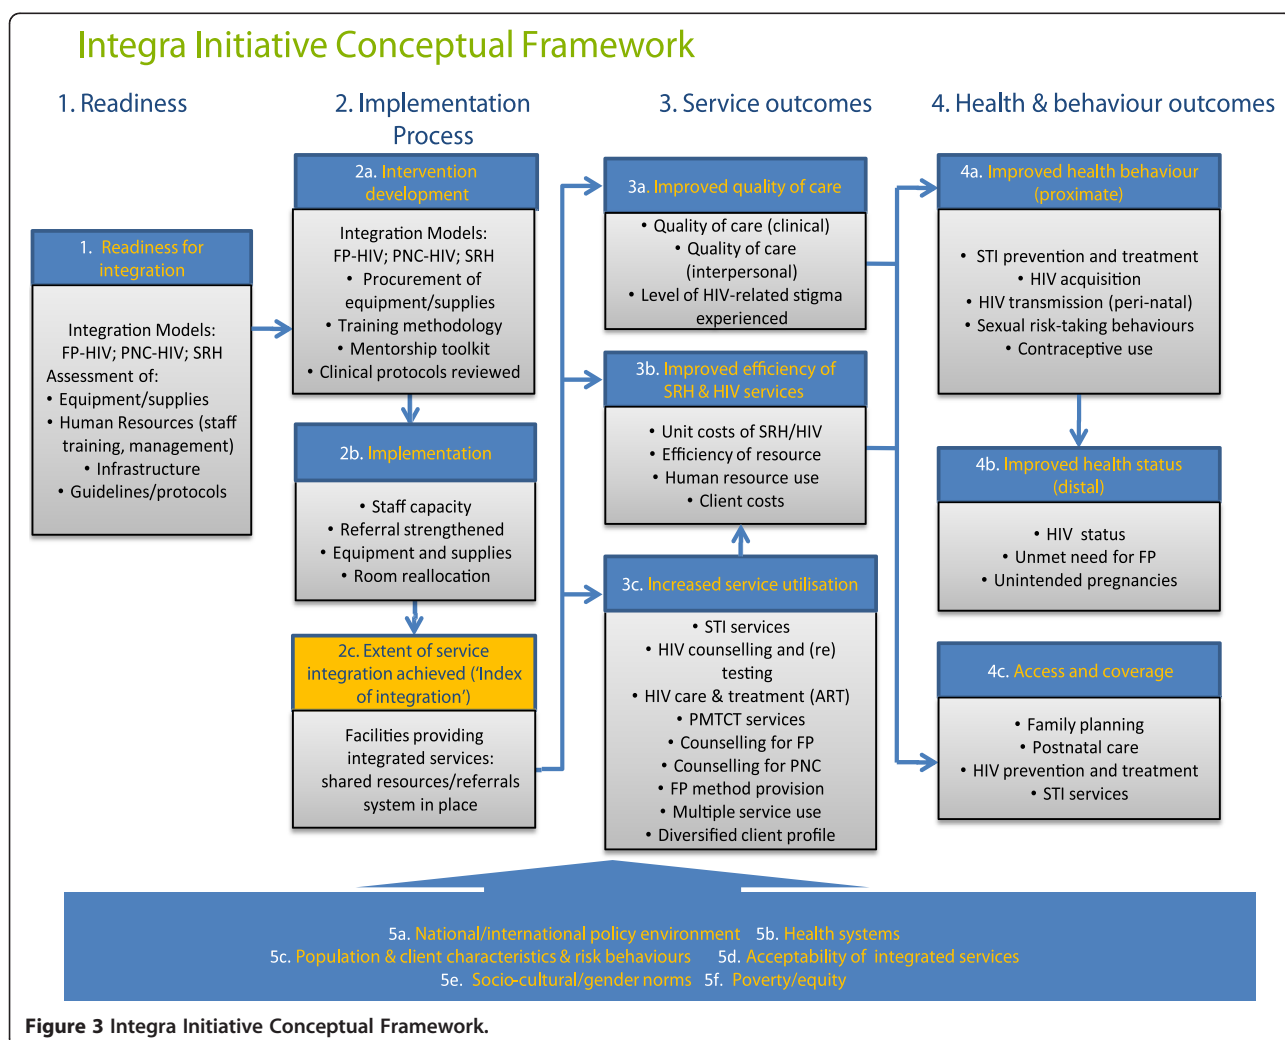 Integra Initiative Conceptual Framework
1. Readiness
2. Implementation
Process
3. Service outcomes
4. Health & behaviour outcomes
1. Readiness for
integration
Integration Models:
FP-HIV; PNC-HIV; SRH
Assessment of:
• Equipment/supplies
• Human Resources (staff
training, management)
• Infrastructure
• Guidelines/protocols
2a. Intervention
development
Integration Models:
FP-HIV; PNC-HIV; SRH
• Procurement of
equipment/supplies
• Training methodology
• Mentorship toolkit
• Clinical protocols reviewed
2b. Implementation
• Staff capacity
• Referral strengthened
• Equipment and supplies
• Room reallocation
2c. Extent of service
integration achieved (‘Index
of integration’)
Facilities providing
integrated services:
shared resources/referrals
system in place
3a. Improved quality of care
• Quality of care (clinical)
• Quality of care
(interpersonal)
• Level of HIV-related stigma
experienced
3b. Improved efficiency of
SRH & HIV services
• Unit costs of SRH/HIV
• Efficiency of resource
• Human resource use
• Client costs
3c. Increased service utilisation
• STI services
• HIV counselling and (re)
testing
• HIV care & treatment (ART)
• PMTCT services
• Counselling for FP
• Counselling for PNC
• FP method provision
• Multiple service use
• Diversified client profile
4a. Improved health behaviour
(proximate)
• STI prevention and treatment
• HIV acquisition
• HIV transmission (peri-natal)
• Sexual risk-taking behaviours
• Contraceptive use
4b. Improved health status
(distal)
• HIV status
• Unmet need for FP
• Unintended pregnancies
4c. Access and coverage
• Family planning
• Postnatal care
• HIV prevention and treatment
• STI services
5a. National/international policy environment 5b. Health systems
5c. Population & client characteristics & risk behaviours 5d. Acceptability of integrated services
5e. Socio-cultural/gender norms 5f. Poverty/equity
Figure 3 Integra Initiative Conceptual Framework.